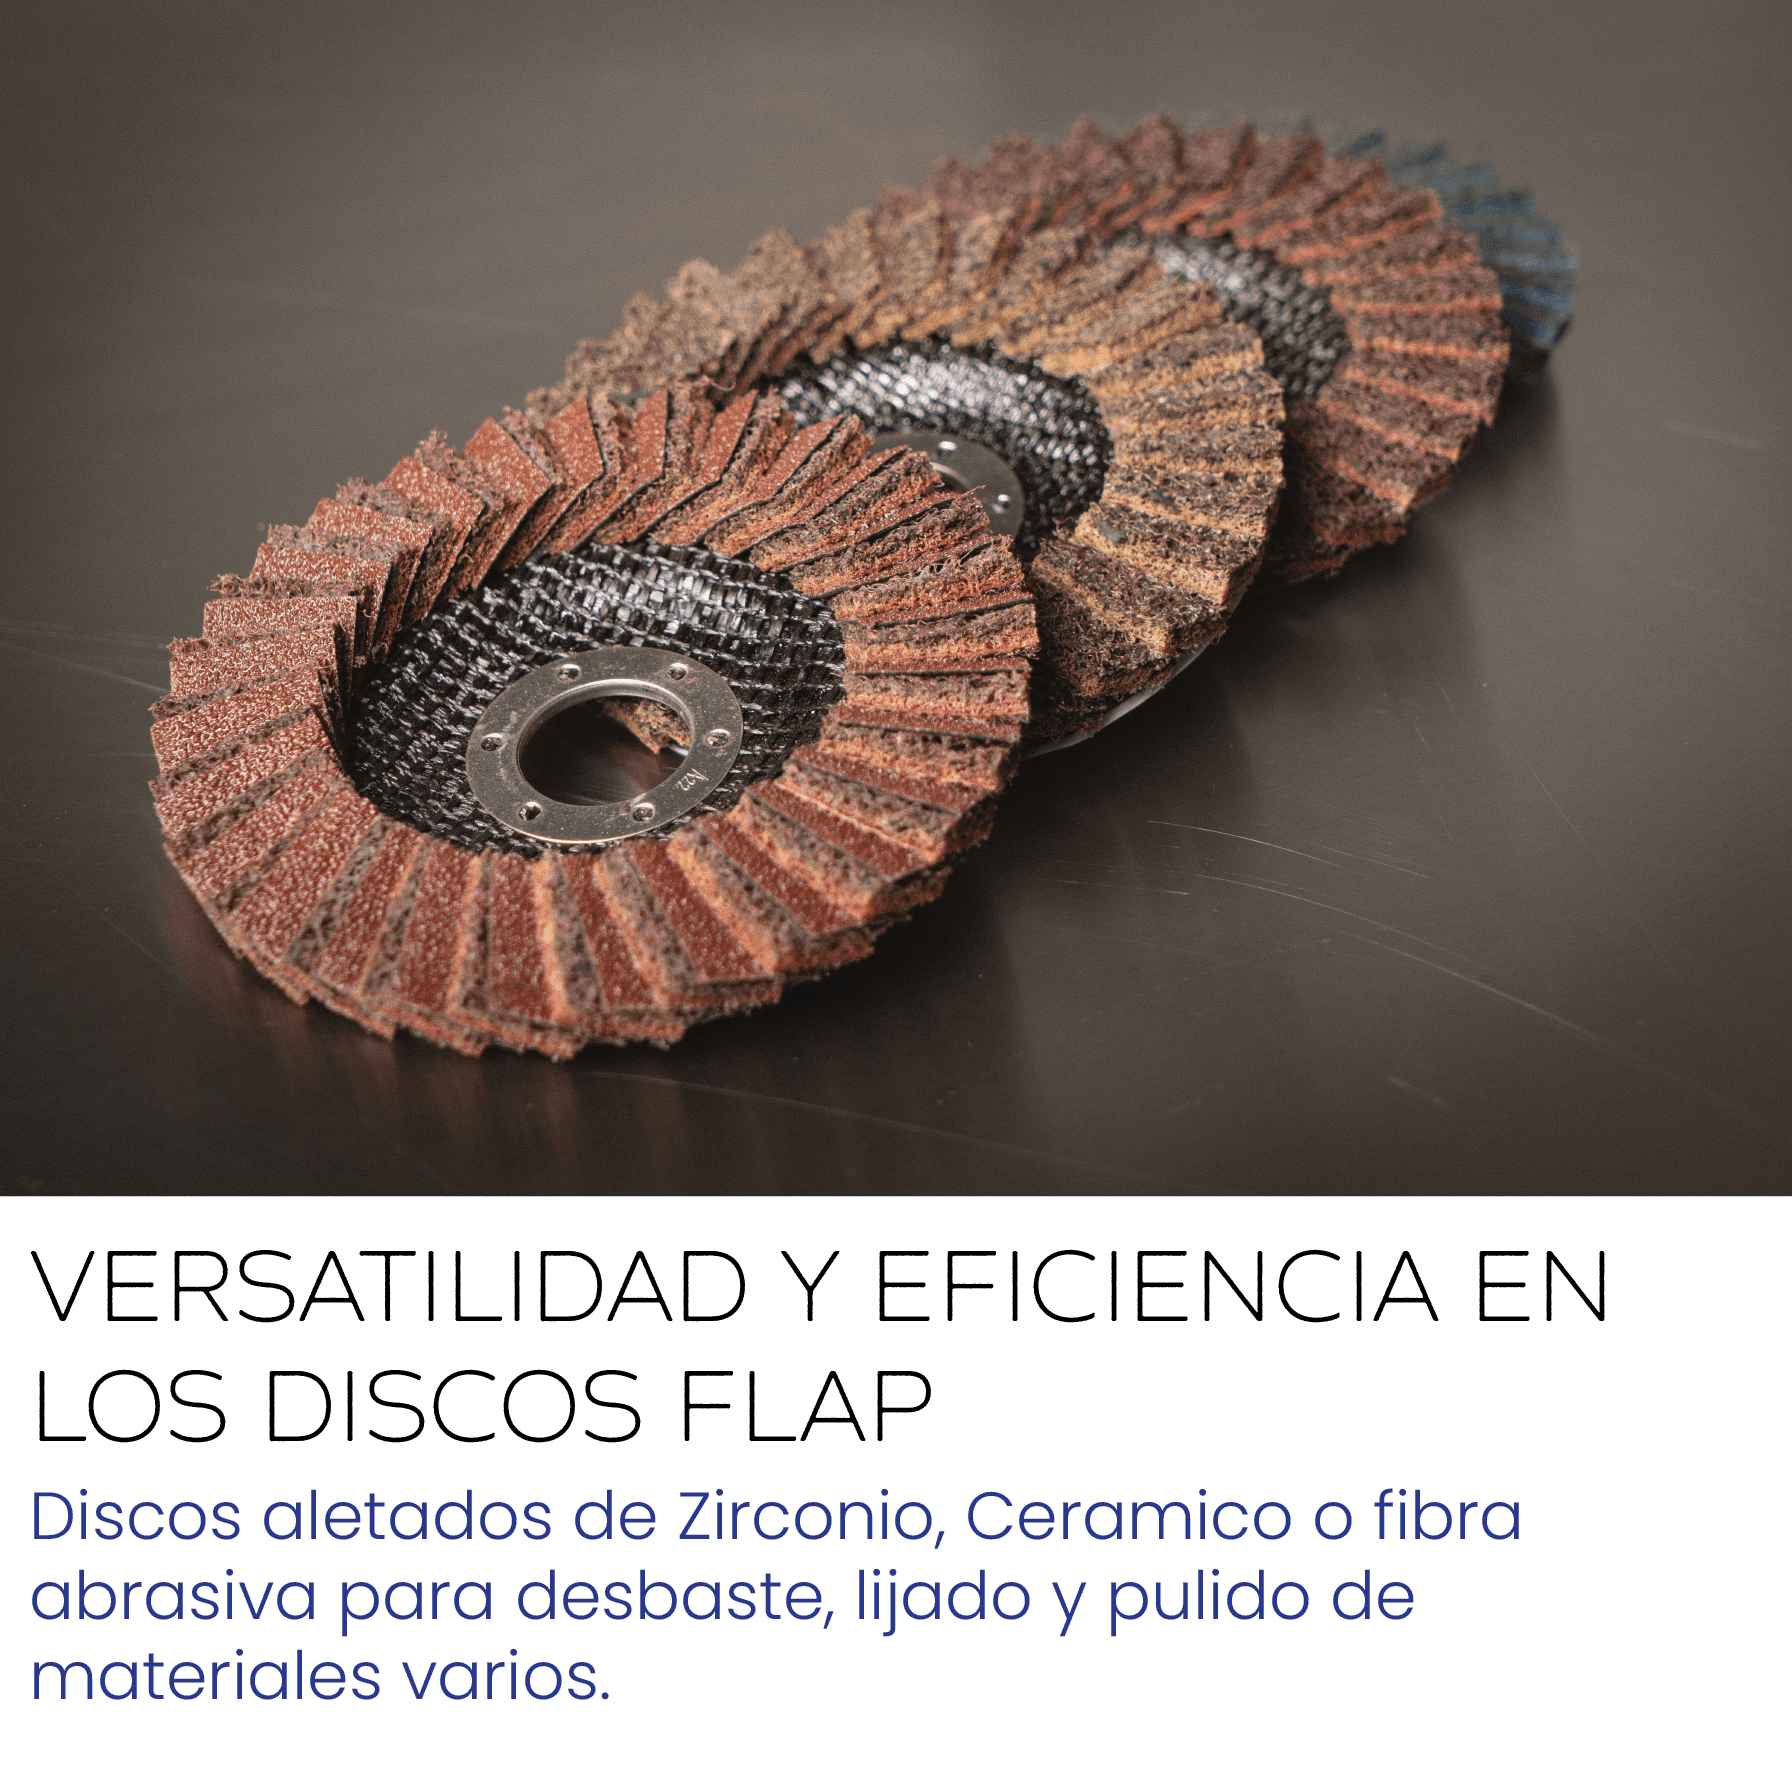 VERSATILIDAD Y EFICIENCIA EN
LOS DISCOS FLAP
Discos aletados de Zirconio, Ceramico o fibra
abrasiva para desbaste, lijado y pulido de
materiales varios.